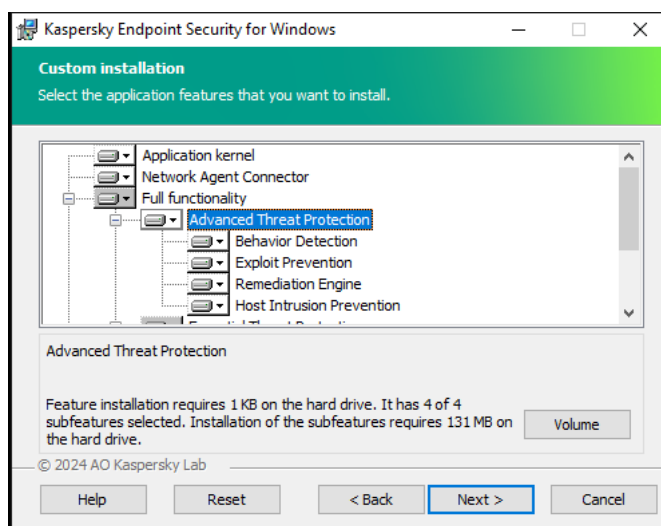 Kaspersky Endpoint Security for Windows
Custom installation
Select the application features that you want to install.
Application kernel
Network Agent Connector
Full functionality
Advanced Threat Protection
Behavior Detection
Exploit Prevention
Remediation Engine
Host Intrusion Prevention
Advanced Threat Protection
Feature installation requires 1 KB on the hard drive. It has 4 of 4
subfeatures selected. Installation of the subfeatures requires 131 MB on
the hard drive.
Volume
© 2024 AO Kaspersky Lab
Help
Reset
< Back
Next >
Cancel